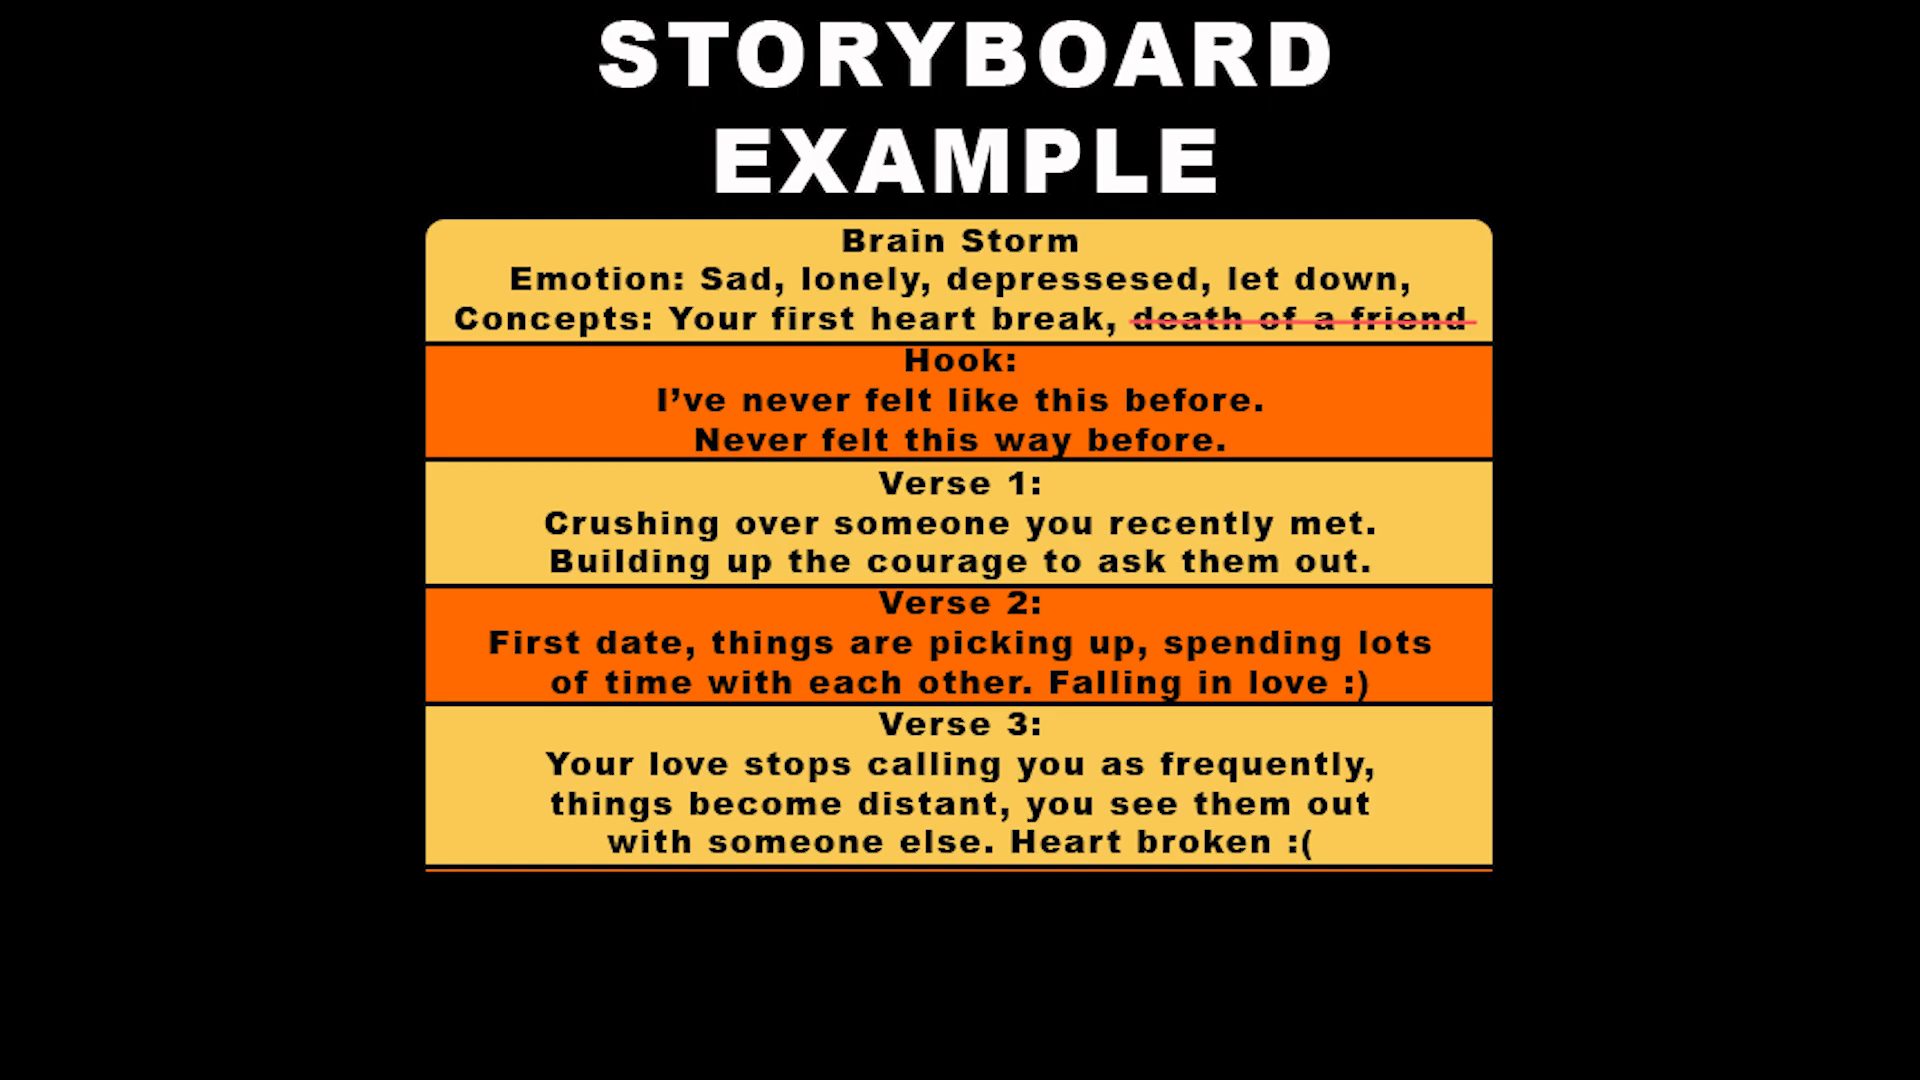 STORYBOARD
EXAMPLE
Brain Storm
Emotion: Sad, lonely, depressesed, let down,
Concepts: Your first heart break, death of a friend
Hook:
I’ve never felt like this before.
Never felt this way before.
Verse 1:
Crushing over someone you recently met.
Building up the courage to ask them out.
Verse 2:
First date, things are picking up, spending lots
of time with each other. Falling in love :)
Verse 3:
Your love stops calling you as frequently,
things become distant, you see them out
with someone else. Heart broken :(